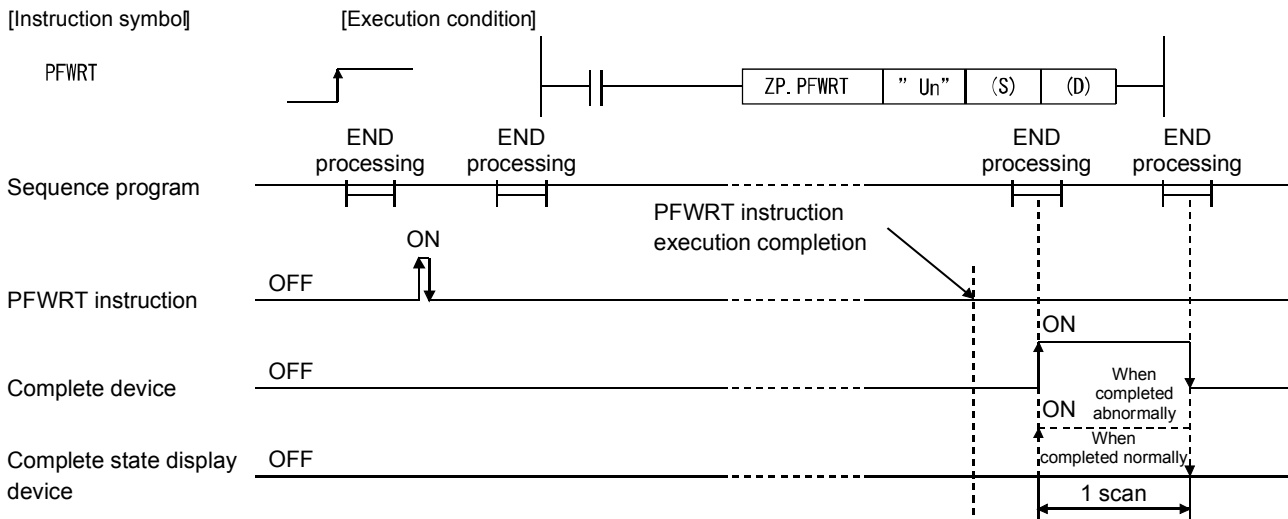 [Instruction symbol] [Execution condition]
PFWRT
ZP.PFWRT "Un" (S) (D)
END processing END processing END processing END processing
Sequence program
PFWRT instruction execution completion
ON
OFF
PFWRT instruction
ON
OFF
Complete device
When completed abnormally
ON
When completed normally
OFF
Complete state display device
1 scan